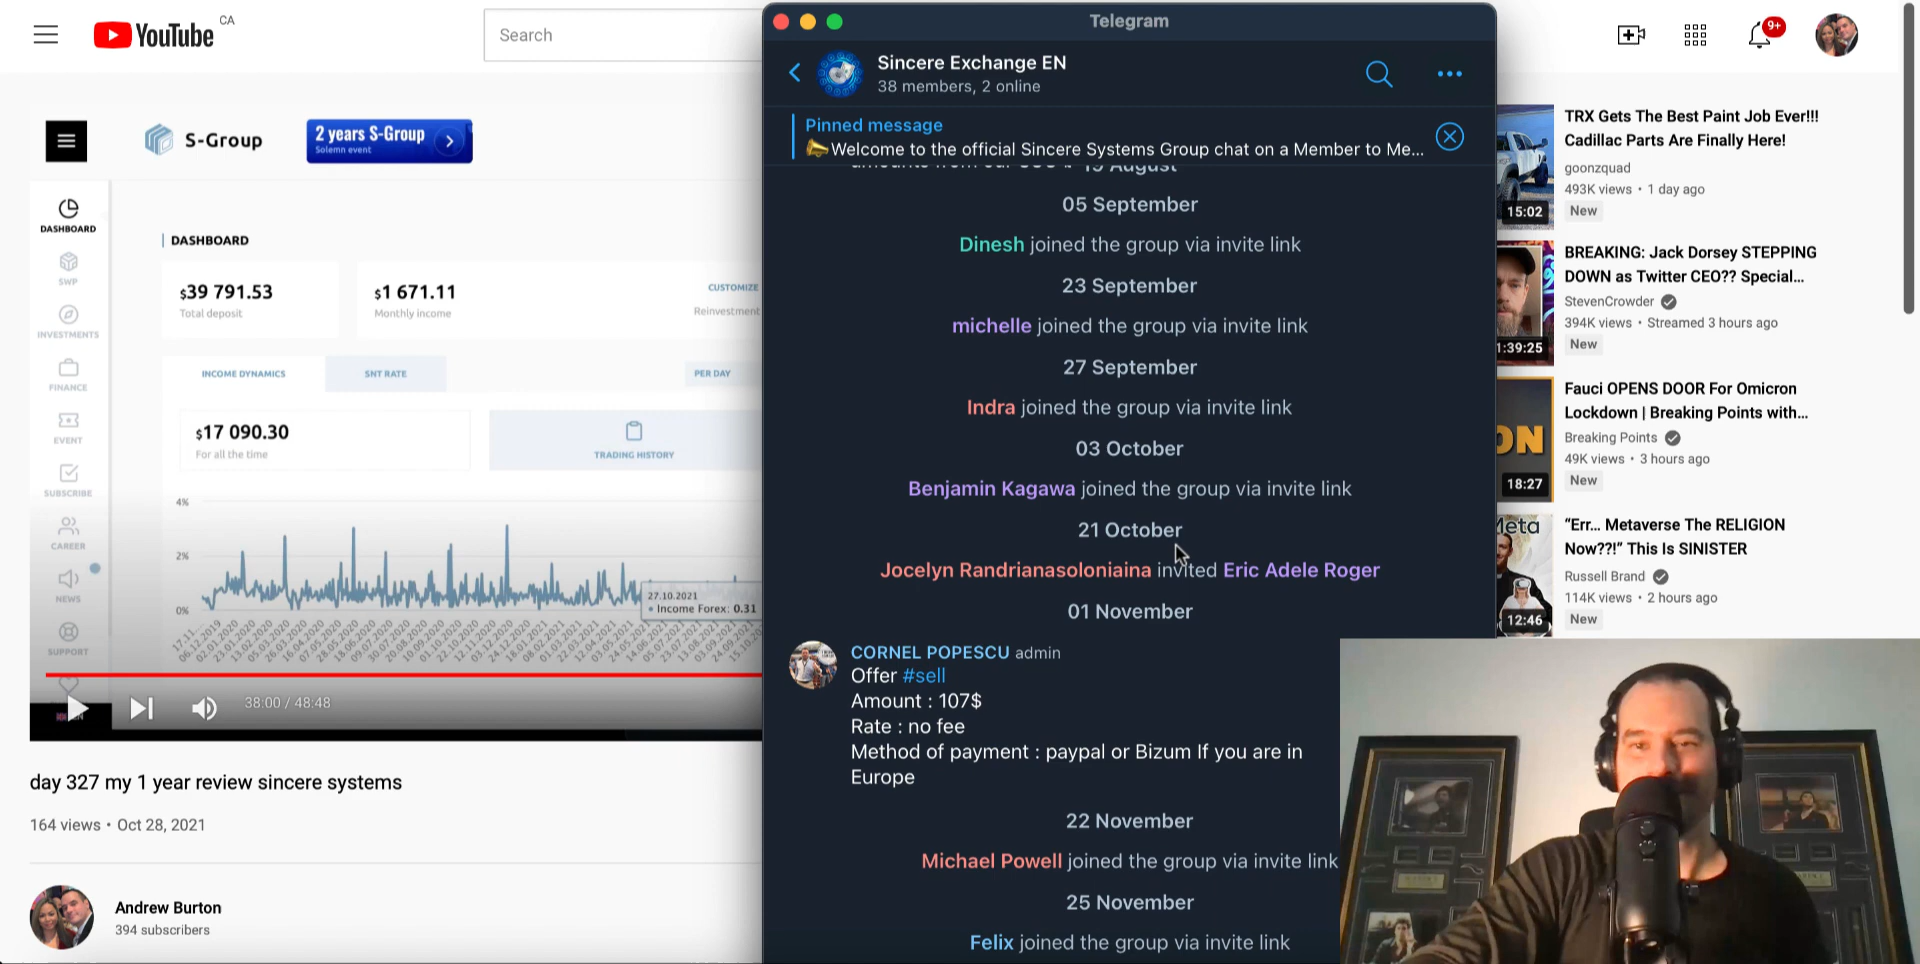 YouTube CA
Search
S-Group
2 years S-Group
Solemn event
DASHBOARD
SWP
INVESTMENTS
FINANCE
EVENT
SUBSCRIBE
CAREER
NEWS
SUPPORT
EN
DASHBOARD
$39 791.53
Total deposit
$1 671.11
Monthly income
CUSTOMIZE
Reinvestment
INCOME DYNAMICS
SNT RATE
PER DAY
$17 090.30
For all the time
TRADING HISTORY
4%
2%
0%
27.10.2021
• Income Forex: 0.31
38:00 / 48:48
day 327 my 1 year review sincere systems
164 views • Oct 28, 2021
Andrew Burton
394 subscribers
Telegram
Sincere Exchange EN
38 members, 2 online
Pinned message
📣Welcome to the official Sincere Systems Group chat on a Member to Me...
19 August
05 September
Dinesh joined the group via invite link
23 September
michelle joined the group via invite link
27 September
Indra joined the group via invite link
03 October
Benjamin Kagawa joined the group via invite link
21 October
Jocelyn Randrianasoloniaina invited Eric Adele Roger
01 November
CORNEL POPESCU admin
Offer #sell
Amount : 107$
Rate : no fee
Method of payment : paypal or Bizum If you are in
Europe
22 November
Michael Powell joined the group via invite link
25 November
Felix joined the group via invite link
9+
15:02
TRX Gets The Best Paint Job Ever!!!
Cadillac Parts Are Finally Here!
goonzquad
493K views • 1 day ago
New
1:39:25
BREAKING: Jack Dorsey STEPPING
DOWN as Twitter CEO?? Special...
StevenCrowder
394K views • Streamed 3 hours ago
New
ON
18:27
Fauci OPENS DOOR For Omicron
Lockdown | Breaking Points with...
Breaking Points
49K views • 3 hours ago
New
Meta
12:46
“Err... Metaverse The RELIGION
Now??!” This Is SINISTER
Russell Brand
114K views • 2 hours ago
New